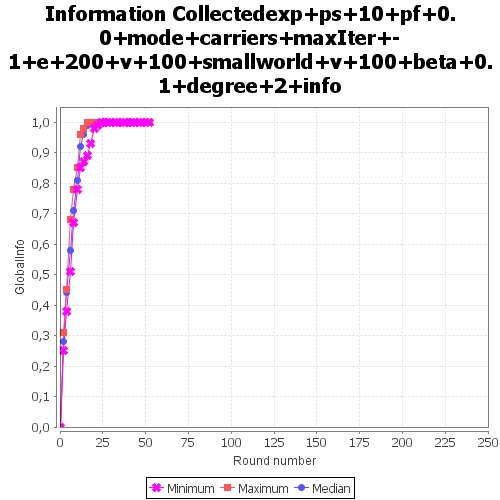 Information Collectedexp+ps+10+pf+0.
0+mode+carriers+maxIter+-
1+e+200+v+100+smallworld+v+100+beta+0.
1+degree+2+info
1,0
0,9
0,8
0,7
0,6
0,5
0,4
0,3
0,2
0,1
0,0
GlobalInfo
0 25 50 75 100 125 150 175 200 225 250
Round number
Minimum Maximum Median